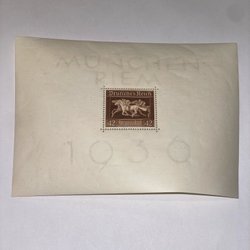 MÜNCHEN
RIEM
Deutsches Reich
42 42
1936